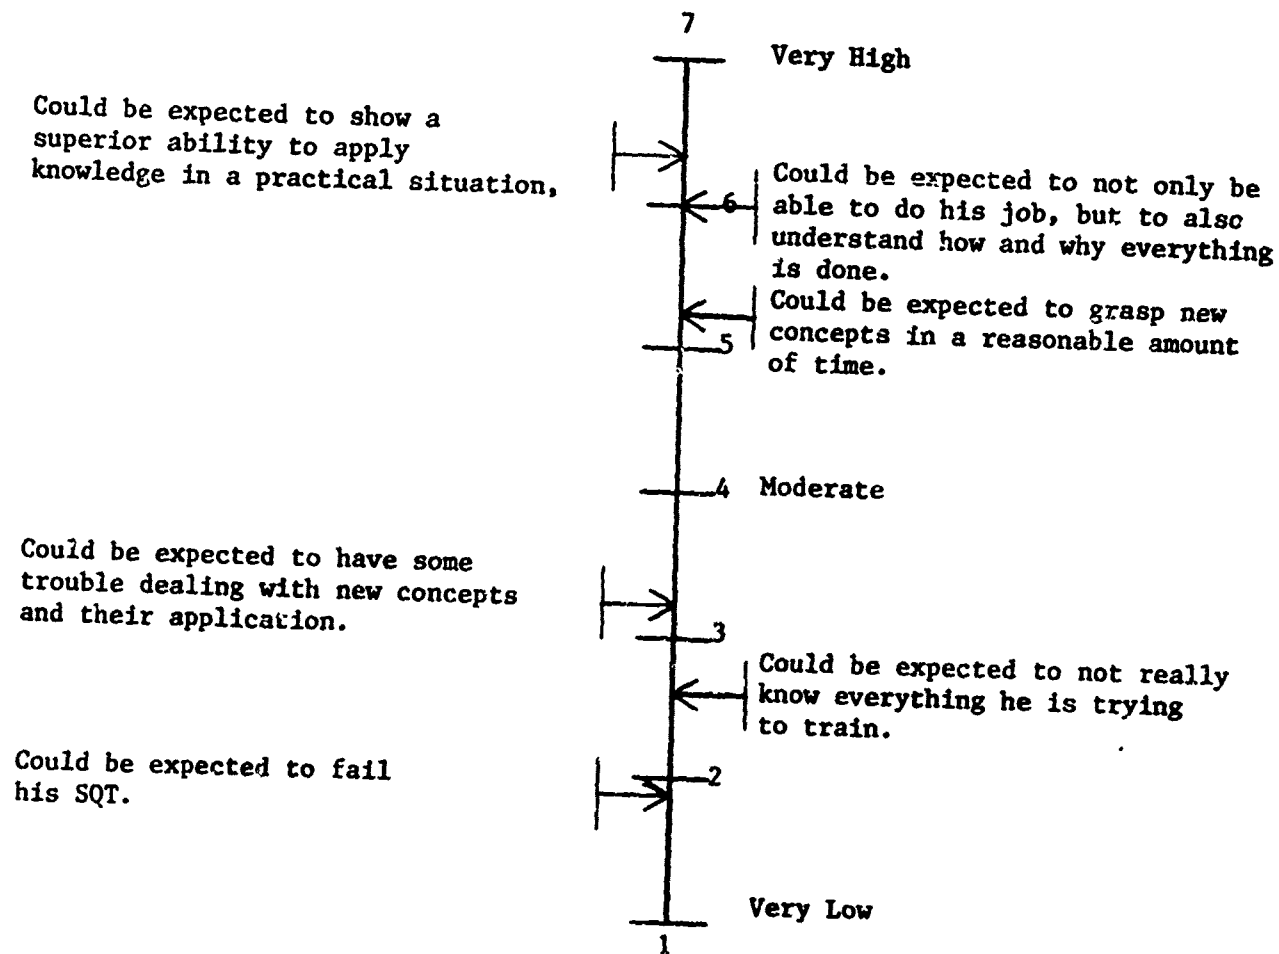 7
Very High
Could be expected to show a
superior ability to apply
knowledge in a practical situation,
6
Could be expected to not only be
able to do his job, but to also
understand how and why everything
is done.
Could be expected to grasp new
concepts in a reasonable amount
of time.
5
4 Moderate
Could be expected to have some
trouble dealing with new concepts
and their application.
3
Could be expected to not really
know everything he is trying
to train.
Could be expected to fail
his SQT.
2
Very Low
1